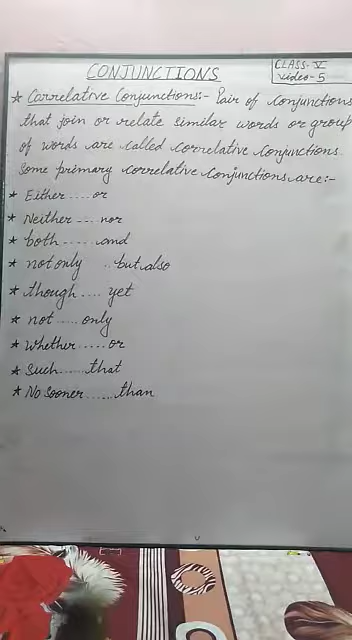 CONJUNCTIONS
CLASS-V
Video-5
* Correlative Conjunctions:- Pair of conjunctions
that join or relate similar words or group
of words are called correlative conjunctions.
Some primary correlative conjunctions are:-
* Either .... or
* Neither .... nor
* both ..... and
* not only ..but also
* though .... yet
* not ..... only
* Whether ..... or
* Such ..... that
* No sooner ..... than